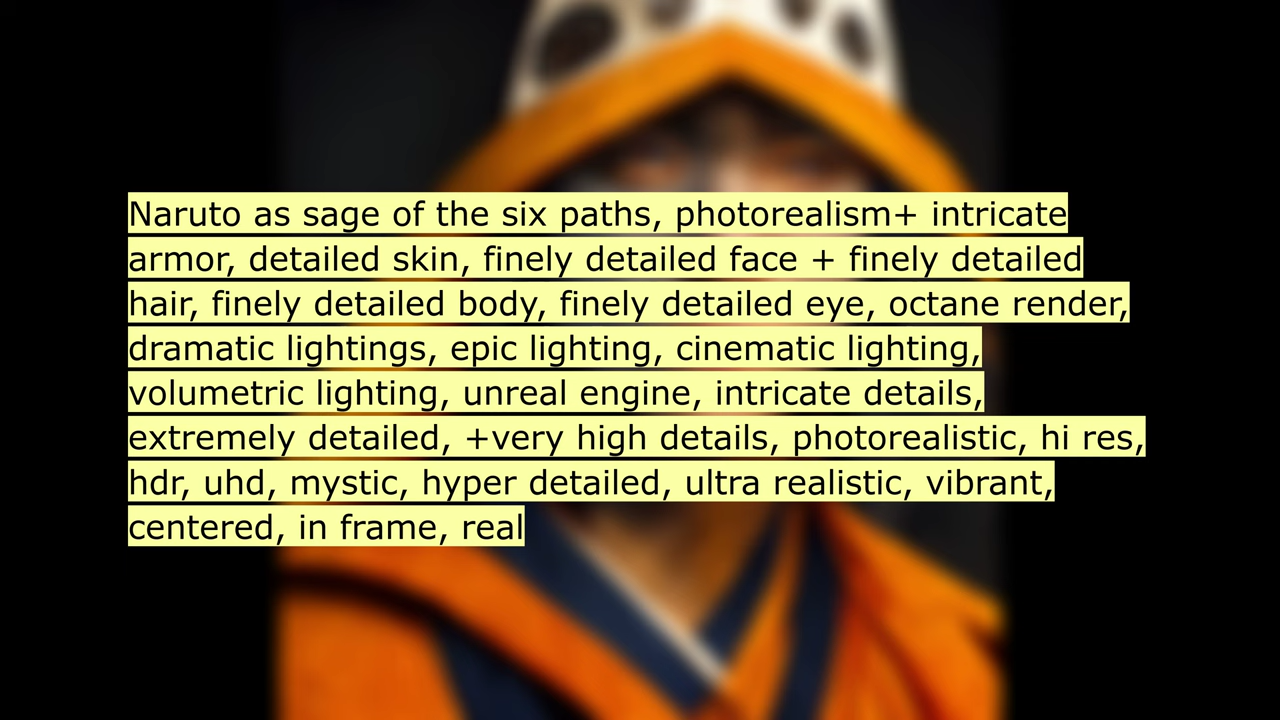 Naruto as sage of the six paths, photorealism+ intricate
armor, detailed skin, finely detailed face + finely detailed
hair, finely detailed body, finely detailed eye, octane render,
dramatic lightings, epic lighting, cinematic lighting,
volumetric lighting, unreal engine, intricate details,
extremely detailed, +very high details, photorealistic, hi res,
hdr, uhd, mystic, hyper detailed, ultra realistic, vibrant,
centered, in frame, real